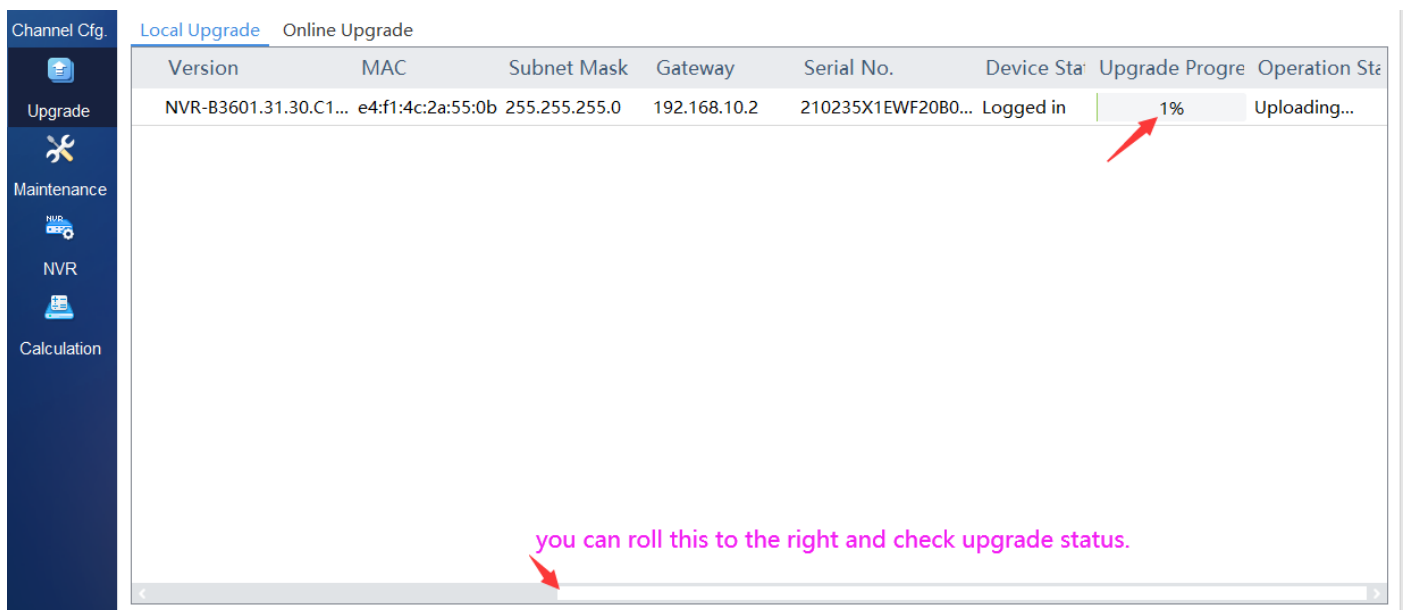 Channel Cfg.
Local Upgrade Online Upgrade
Version MAC Subnet Mask Gateway Serial No. Device Sta Upgrade Progre Operation Sta
NVR-B3601.31.30.C1... e4:f1:4c:2a:55:0b 255.255.255.0 192.168.10.2 210235X1EWF20B0... Logged in 1% Uploading...
Upgrade
Maintenance
NVR
NVR
Calculation
you can roll this to the right and check upgrade status.